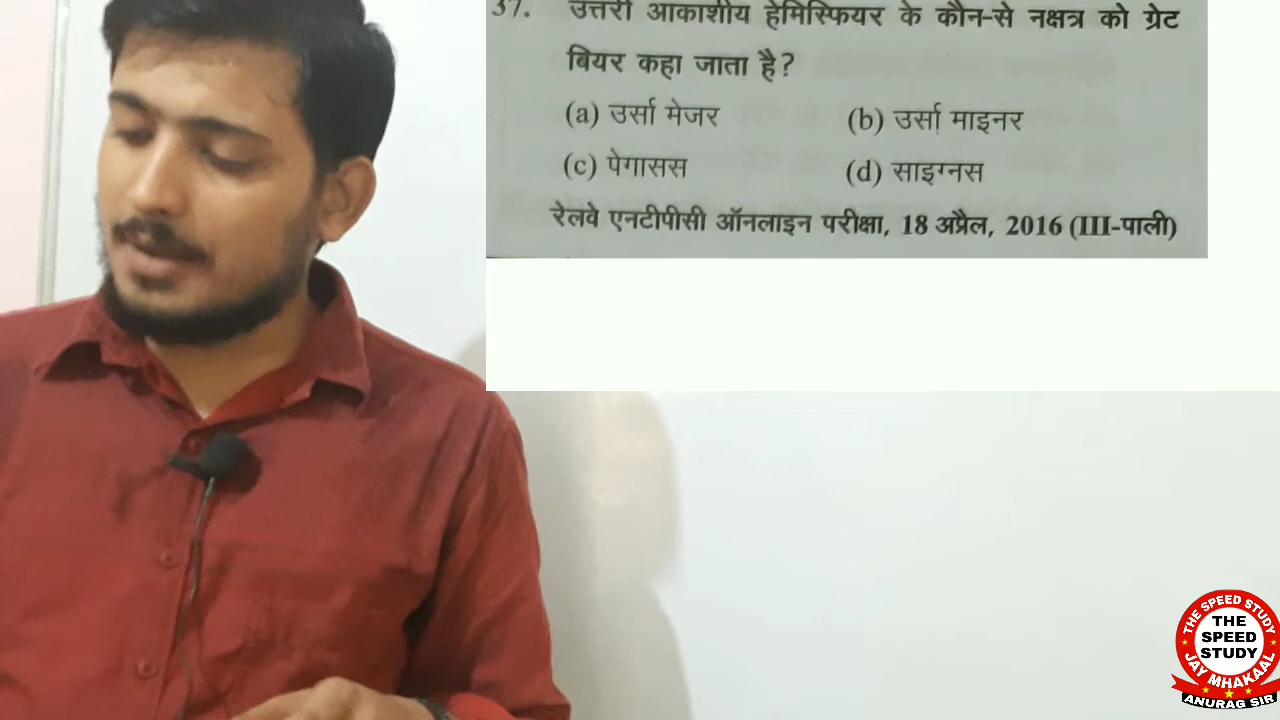 37. उत्तरी आकाशीय हेमिस्फियर के कौन-से नक्षत्र को ग्रेट
बियर कहा जाता है?
(a) उर्सा मेजर (b) उर्सा माइनर
(c) पेगासस (d) साइग्नस
रेलवे एनटीपीसी ऑनलाइन परीक्षा, 18 अप्रैल, 2016 (III-पाली)
THE SPEED STUDY
THE
SPEED
STUDY
JAY MHAKAAL
ANURAG SIR